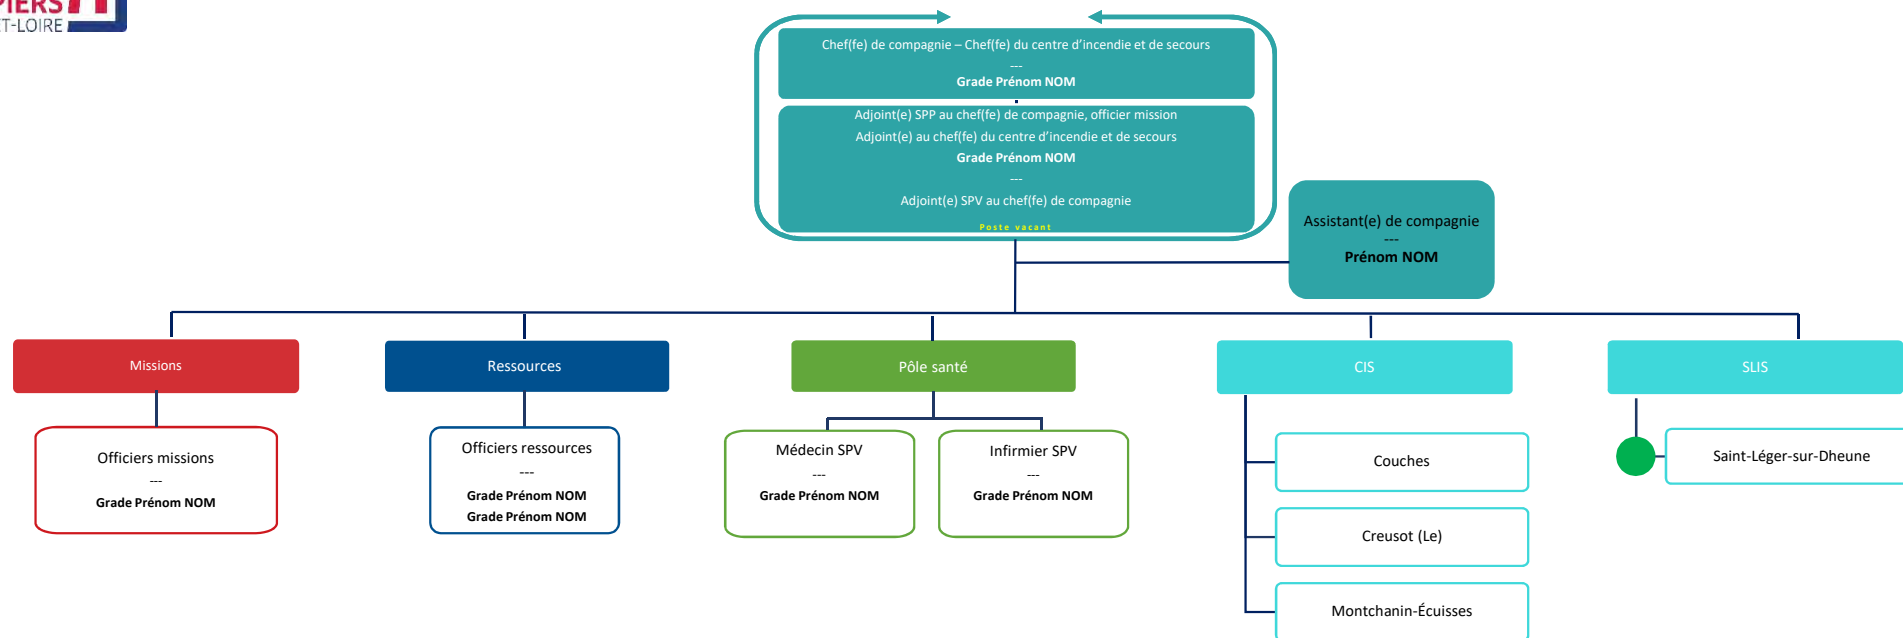 PIERS 71
ET-LOIRE
Chef(fe) de compagnie – Chef(fe) du centre d'incendie et de secours
---
Grade Prénom NOM
Adjoint(e) SPP au chef(fe) de compagnie, officier mission
Adjoint(e) au chef(fe) du centre d'incendie et de secours
Grade Prénom NOM
---
Adjoint(e) SPV au chef(fe) de compagnie
Poste vacant
Assistant(e) de compagnie
---
Prénom NOM
Missions
Ressources
Pôle santé
CIS
SLIS
Officiers missions
---
Grade Prénom NOM
Officiers ressources
---
Grade Prénom NOM
Grade Prénom NOM
Médecin SPV
---
Grade Prénom NOM
Infirmier SPV
---
Grade Prénom NOM
Couches
Creusot (Le)
Montchanin-Écuisses
Saint-Léger-sur-Dheune